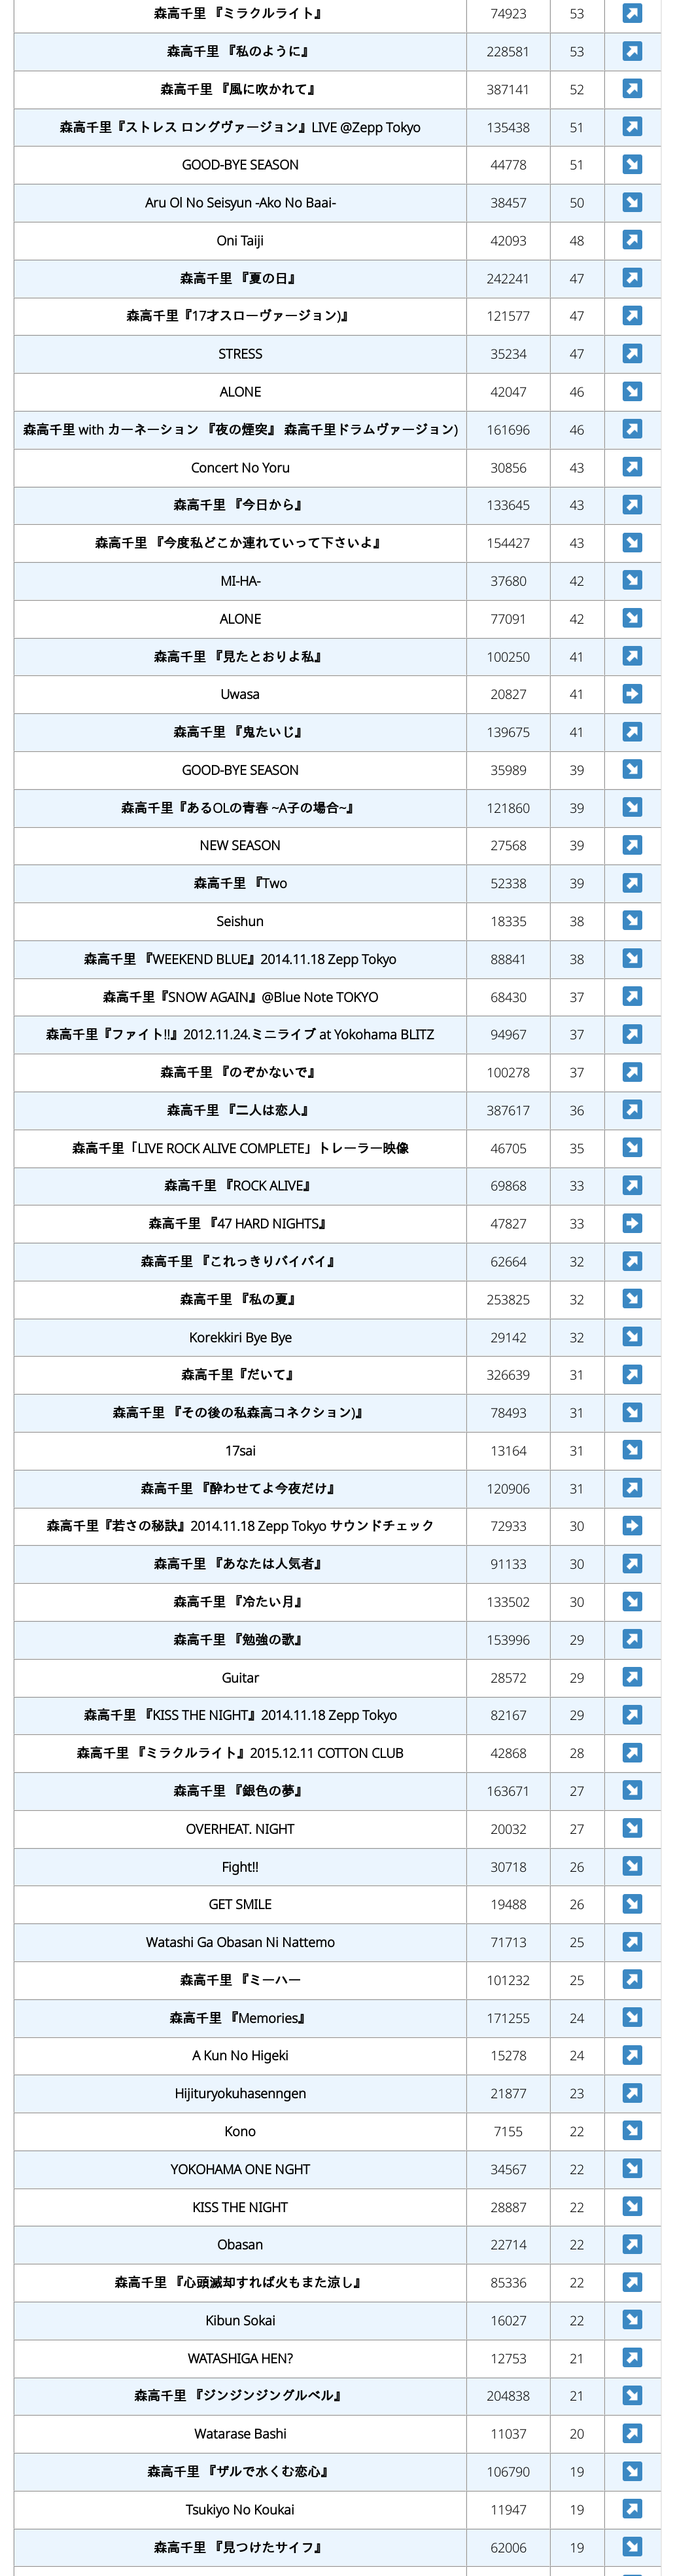 森高千里 『ミラクルライト』 74923 53
森高千里 『私のように』 228581 53
森高千里 『風に吹かれて』 387141 52
森高千里『ストレス ロングヴァージョン』LIVE @Zepp Tokyo 135438 51
GOOD-BYE SEASON 44778 51
Aru Ol No Seisyun -Ako No Baai- 38457 50
Oni Taiji 42093 48
森高千里 『夏の日』 242241 47
森高千里『17才スローヴァージョン)』 121577 47
STRESS 35234 47
ALONE 42047 46
森高千里 with カーネーション 『夜の煙突』 森高千里ドラムヴァージョン) 161696 46
Concert No Yoru 30856 43
森高千里 『今日から』 133645 43
森高千里 『今度私どこか連れていって下さいよ』 154427 43
MI-HA- 37680 42
ALONE 77091 42
森高千里 『見たとおりよ私』 100250 41
Uwasa 20827 41
森高千里 『鬼たいじ』 139675 41
GOOD-BYE SEASON 35989 39
森高千里『あるOLの青春 ~A子の場合~』 121860 39
NEW SEASON 27568 39
森高千里 『Two 52338 39
Seishun 18335 38
森高千里 『WEEKEND BLUE』2014.11.18 Zepp Tokyo 88841 38
森高千里『SNOW AGAIN』@Blue Note TOKYO 68430 37
森高千里『ファイト!!』2012.11.24.ミニライブ at Yokohama BLITZ 94967 37
森高千里 『のぞかないで』 100278 37
森高千里 『二人は恋人』 387617 36
森高千里「LIVE ROCK ALIVE COMPLETE」トレーラー映像 46705 35
森高千里 『ROCK ALIVE』 69868 33
森高千里 『47 HARD NIGHTS』 47827 33
森高千里 『これっきりバイバイ』 62664 32
森高千里 『私の夏』 253825 32
Korekkiri Bye Bye 29142 32
森高千里『だいて』 326639 31
森高千里 『その後の私森高コネクション)』 78493 31
17sai 13164 31
森高千里 『酔わせてよ今夜だけ』 120906 31
森高千里『若さの秘訣』2014.11.18 Zepp Tokyo サウンドチェック 72933 30
森高千里 『あなたは人気者』 91133 30
森高千里 『冷たい月』 133502 30
森高千里 『勉強の歌』 153996 29
Guitar 28572 29
森高千里 『KISS THE NIGHT』2014.11.18 Zepp Tokyo 82167 29
森高千里 『ミラクルライト』2015.12.11 COTTON CLUB 42868 28
森高千里 『銀色の夢』 163671 27
OVERHEAT. NIGHT 20032 27
Fight!! 30718 26
GET SMILE 19488 26
Watashi Ga Obasan Ni Nattemo 71713 25
森高千里 『ミーハー 101232 25
森高千里 『Memories』 171255 24
A Kun No Higeki 15278 24
Hijituryokuhasenngen 21877 23
Kono 7155 22
YOKOHAMA ONE NGHT 34567 22
KISS THE NIGHT 28887 22
Obasan 22714 22
森高千里 『心頭滅却すれば火もまた涼し』 85336 22
Kibun Sokai 16027 22
WATASHIGA HEN? 12753 21
森高千里 『ジンジンジングルベル』 204838 21
Watarase Bashi 11037 20
森高千里 『ザルで水くむ恋心』 106790 19
Tsukiyo No Koukai 11947 19
森高千里 『見つけたサイフ』 62006 19